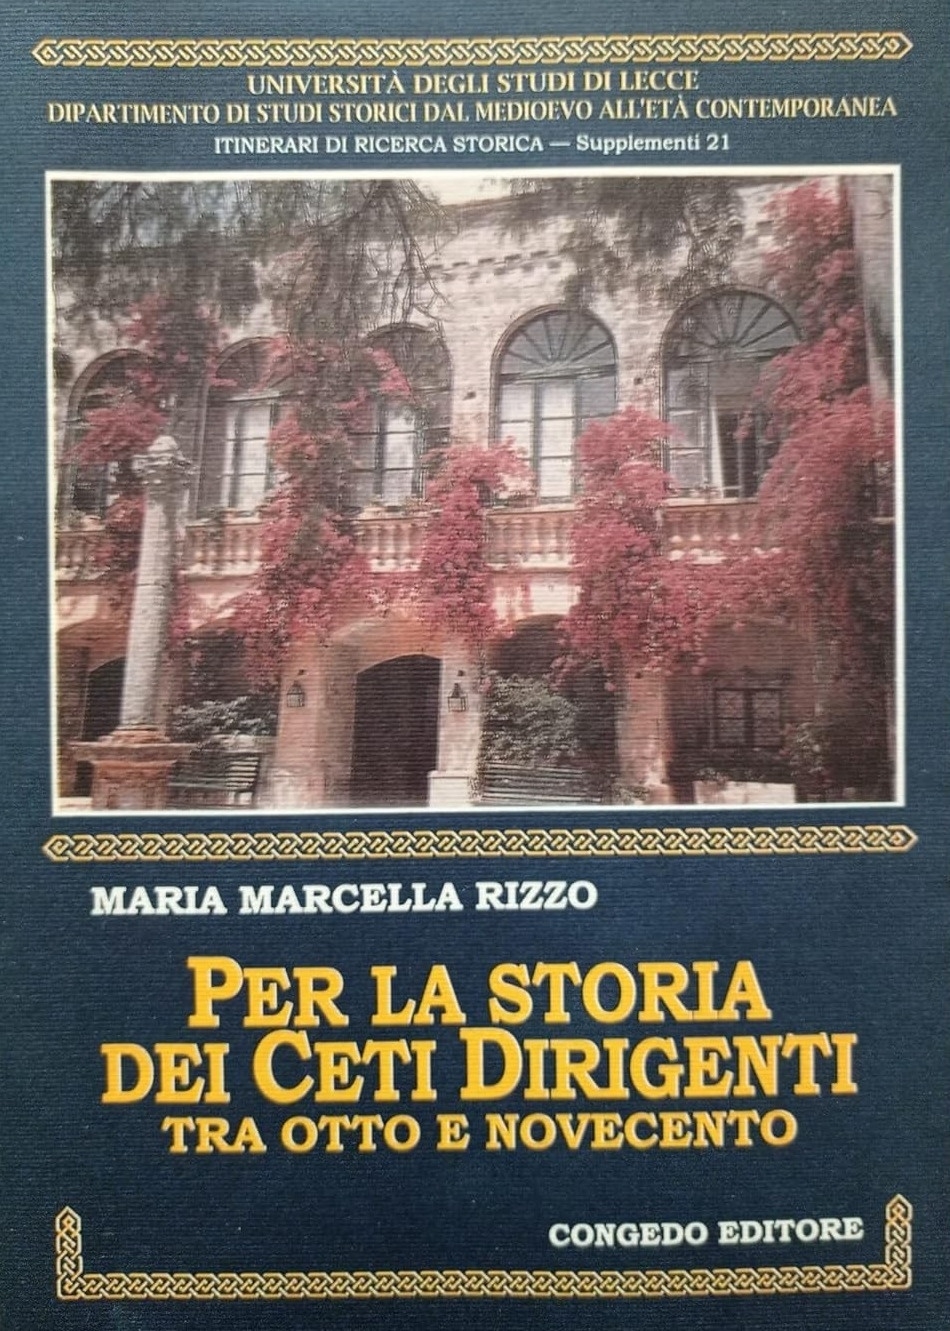 UNIVERSITÀ DEGLI STUDI DI LECCE
DIPARTIMENTO DI STUDI STORICI DAL MEDIOEVO ALL'ETÀ CONTEMPORANEA
ITINERARI DI RICERCA STORICA — Supplementi 21
MARIA MARCELLA RIZZO
PER LA STORIA
DEI CETI DIRIGENTI
TRA OTTO E NOVECENTO
CONGEDO EDITORE